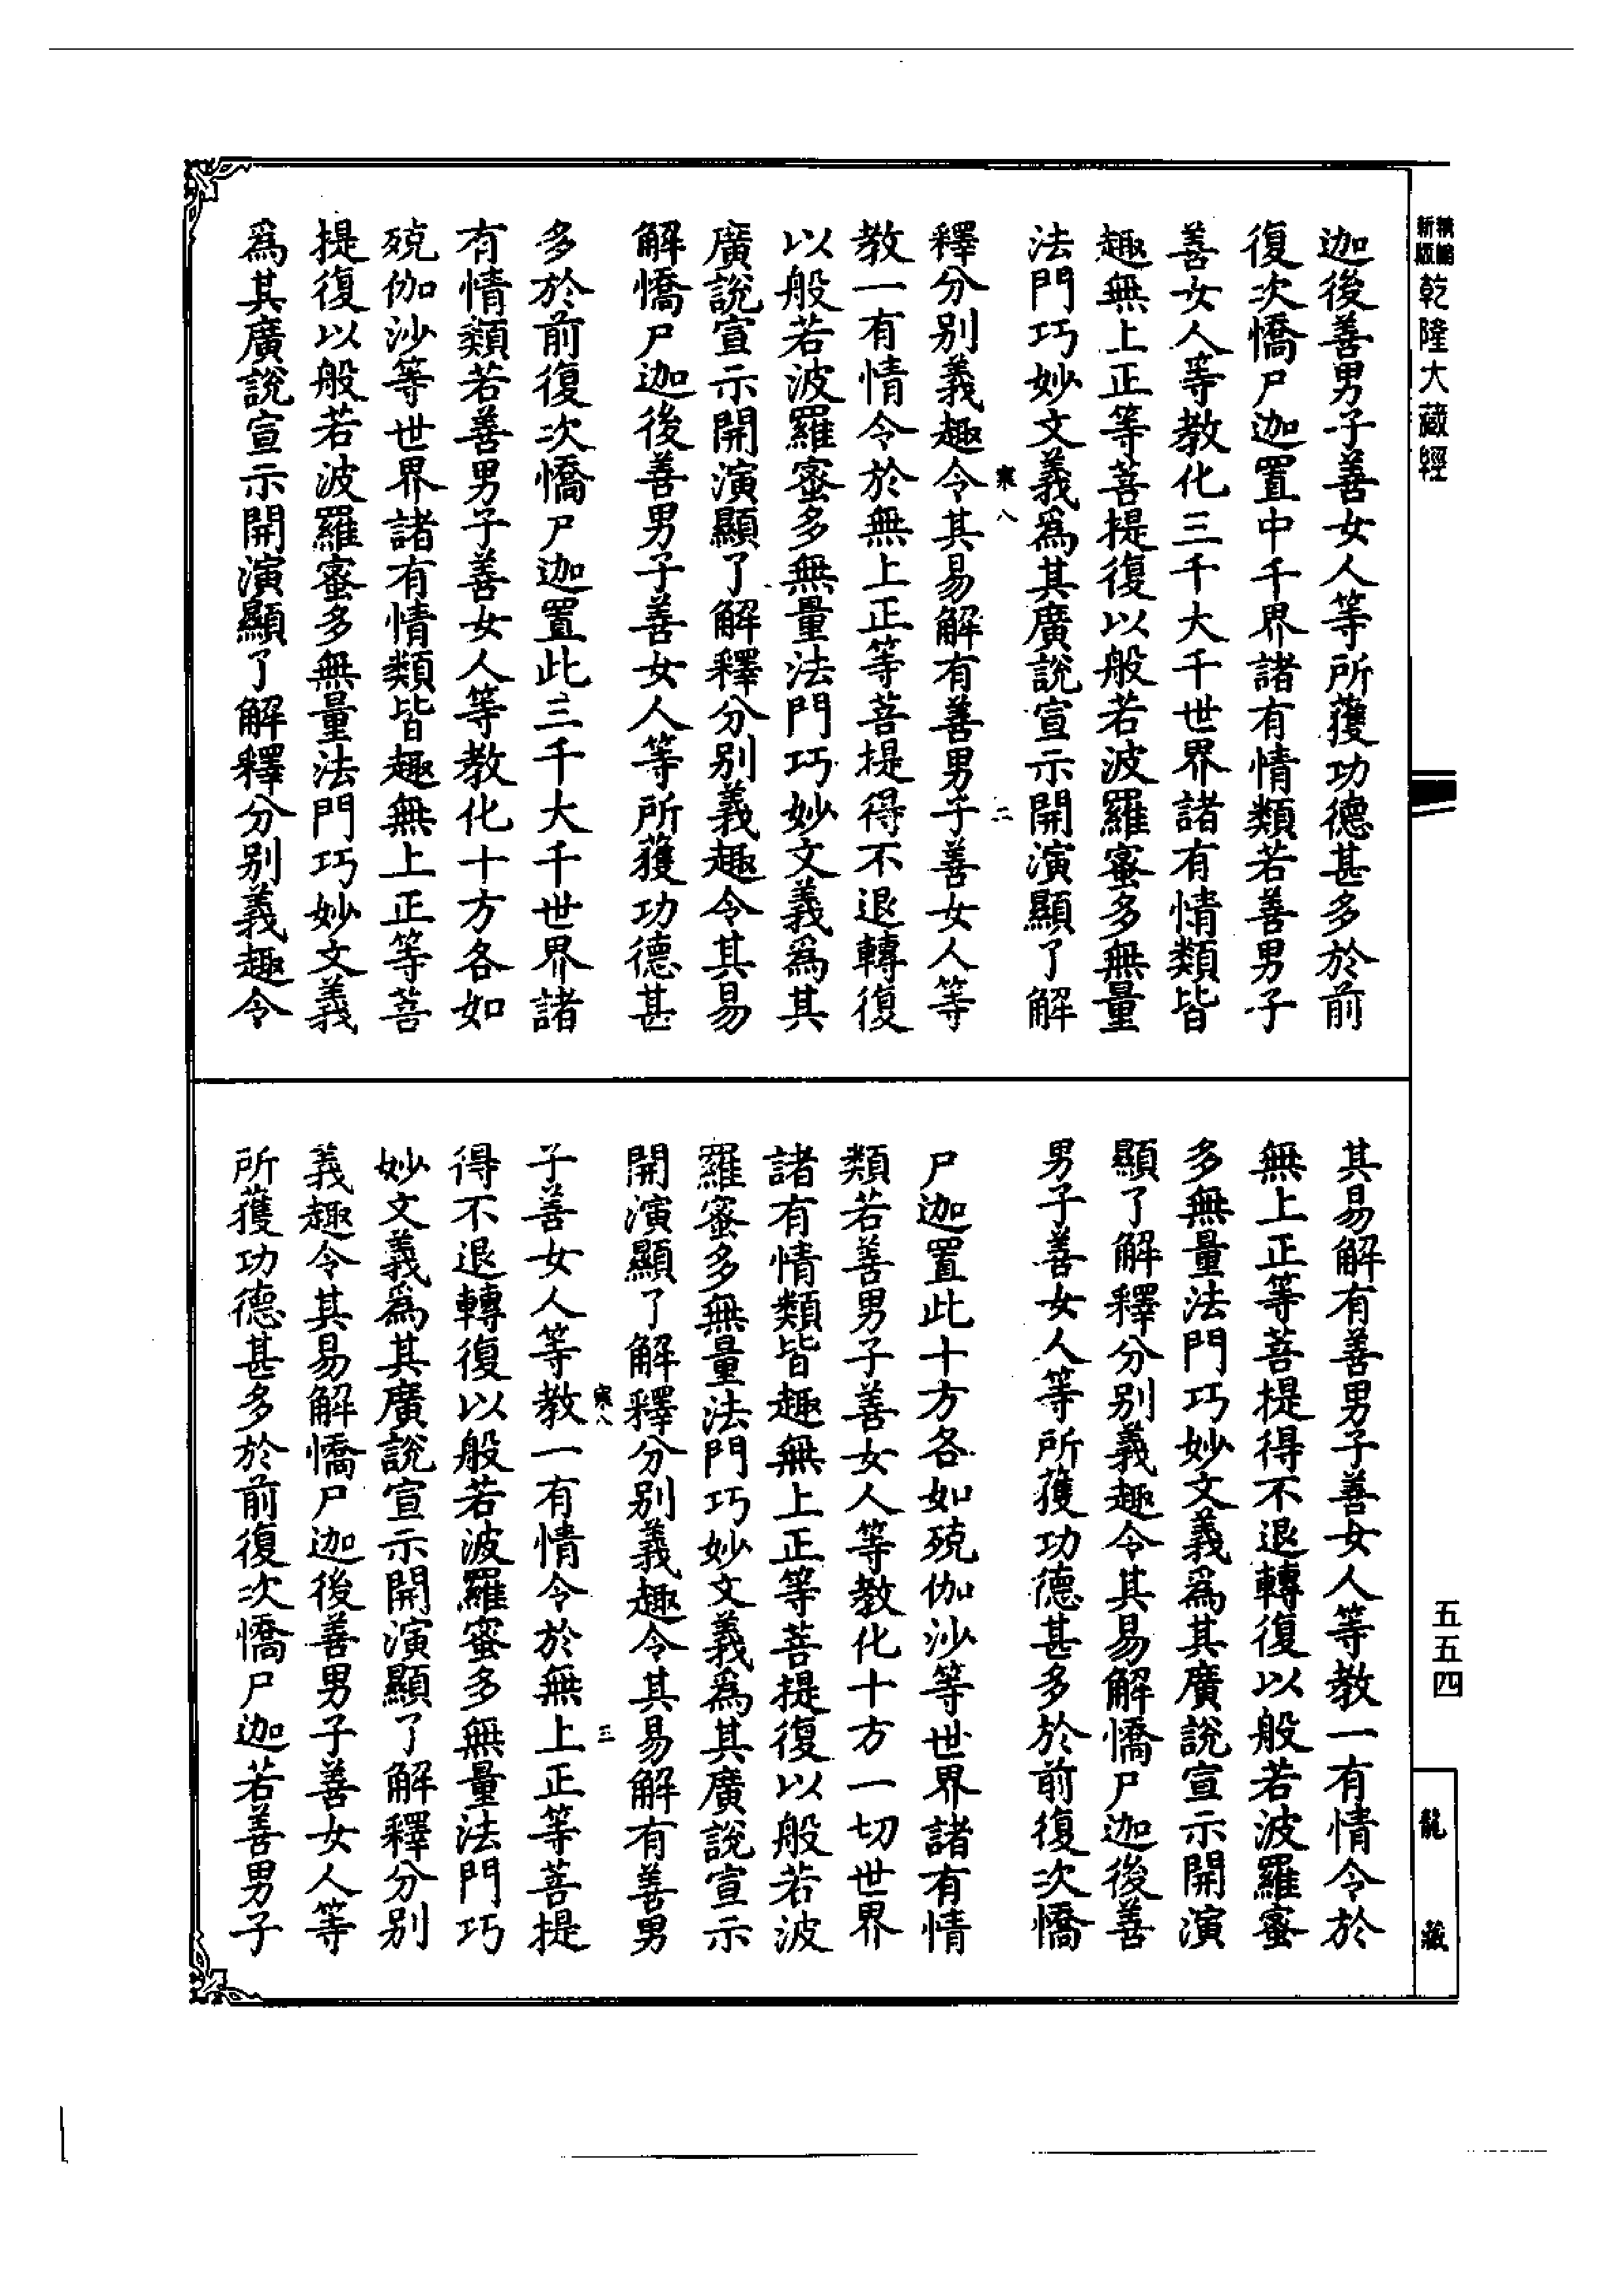 新編
縮版
乾隆大藏經
迦後善男子善女人等所獲功德甚多於前
復次憍尸迦置中千界諸有情類若善男子
善女人等教化三千大千世界諸有情類皆
趣無上正等菩提復以般若波羅蜜多無量
法門巧妙文義爲其廣說宣示開演顯了解
釋分別義趣令其易解有善男子善女人等
教一有情令於無上正等菩提得不退轉復
以般若波羅蜜多無量法門巧妙文義爲其
廣說宣示開演顯了解釋分別義趣令其易
解憍尸迦後善男子善女人等所獲功德甚
多於前復次憍尸迦置此三千大千世界諸
有情類若善男子善女人等教化十方各如
殑伽沙等世界諸有情類皆趣無上正等菩
提復以般若波羅蜜多無量法門巧妙文義
爲其廣說宣示開演顯了解釋分別義趣令
其易解有善男子善女人等教一有情令於
無上正等菩提得不退轉復以般若波羅蜜
多無量法門巧妙文義爲其廣說宣示開演
顯了解釋分別義趣令其易解憍尸迦後善
男子善女人等所獲功德甚多於前復次憍
尸迦置此十方各如殑伽沙等世界諸有情
類若善男子善女人等教化十方一切世界
諸有情類皆趣無上正等菩提復以般若波
羅蜜多無量法門巧妙文義爲其廣說宣示
開演顯了解釋分別義趣令其易解有善男
子善女人等教一有情令於無上正等菩提
得不退轉復以般若波羅蜜多無量法門巧
妙文義爲其廣說宣示開演顯了解釋分別
義趣令其易解憍尸迦後善男子善女人等
所獲功德甚多於前復次憍尸迦若善男子
五五四
龍藏